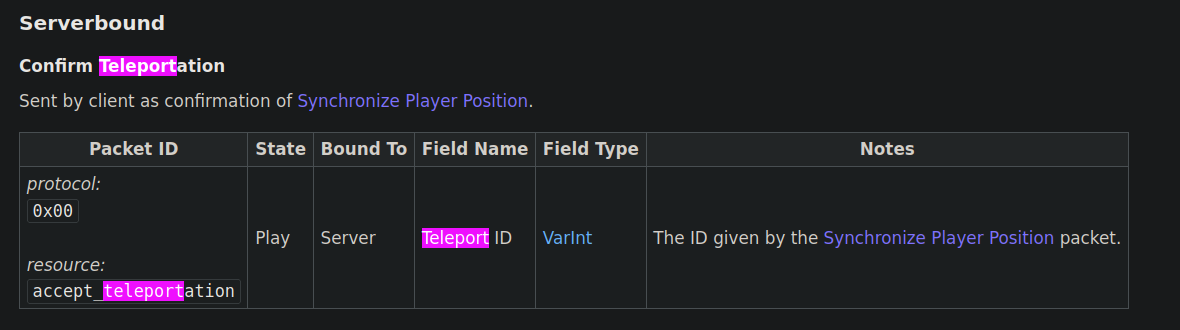 Serverbound
Confirm Teleportation
Sent by client as confirmation of Synchronize Player Position.
Packet ID State Bound To Field Name Field Type Notes
protocol:
0x00
Play Server Teleport ID VarInt The ID given by the Synchronize Player Position packet.
resource:
accept_teleportation